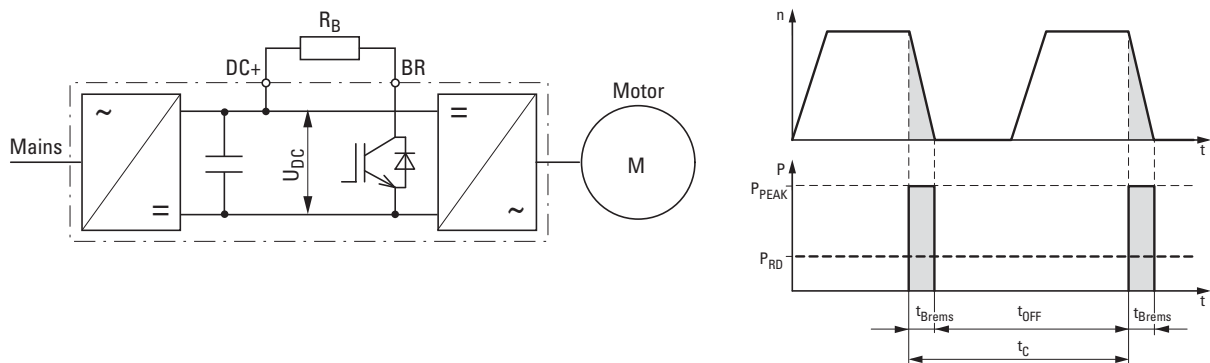 R_B
DC+
BR
Motor
~
=
Mains
U_DC
M
=
~
n
t
P
P_PEAK
P_RD
t
t_Brems
t_OFF
t_Brems
t_C